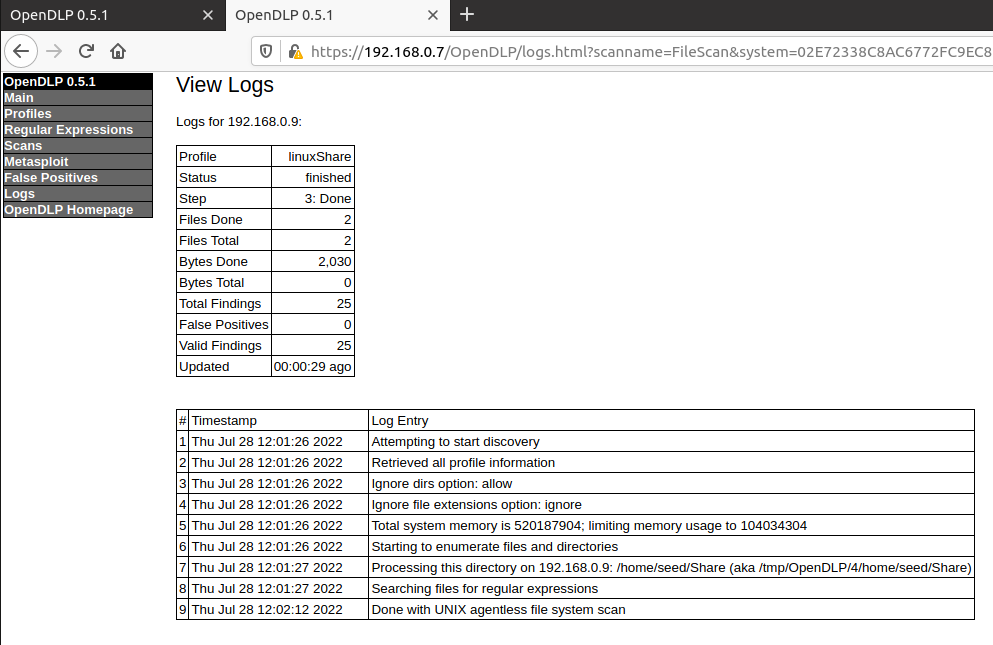 OpenDLP 0.5.1 OpenDLP 0.5.1
https://192.168.0.7/OpenDLP/logs.html?scanname=FileScan&system=02E72338C8AC6772FC9EC8
OpenDLP 0.5.1
Main
Profiles
Regular Expressions
Scans
Metasploit
False Positives
Logs
OpenDLP Homepage
View Logs
Logs for 192.168.0.9:
Profile linuxShare
Status finished
Step 3: Done
Files Done 2
Files Total 2
Bytes Done 2,030
Bytes Total 0
Total Findings 25
False Positives 0
Valid Findings 25
Updated 00:00:29 ago
# Timestamp Log Entry
1 Thu Jul 28 12:01:26 2022 Attempting to start discovery
2 Thu Jul 28 12:01:26 2022 Retrieved all profile information
3 Thu Jul 28 12:01:26 2022 Ignore dirs option: allow
4 Thu Jul 28 12:01:26 2022 Ignore file extensions option: ignore
5 Thu Jul 28 12:01:26 2022 Total system memory is 520187904; limiting memory usage to 104034304
6 Thu Jul 28 12:01:26 2022 Starting to enumerate files and directories
7 Thu Jul 28 12:01:27 2022 Processing this directory on 192.168.0.9: /home/seed/Share (aka /tmp/OpenDLP/4/home/seed/Share)
8 Thu Jul 28 12:01:27 2022 Searching files for regular expressions
9 Thu Jul 28 12:02:12 2022 Done with UNIX agentless file system scan